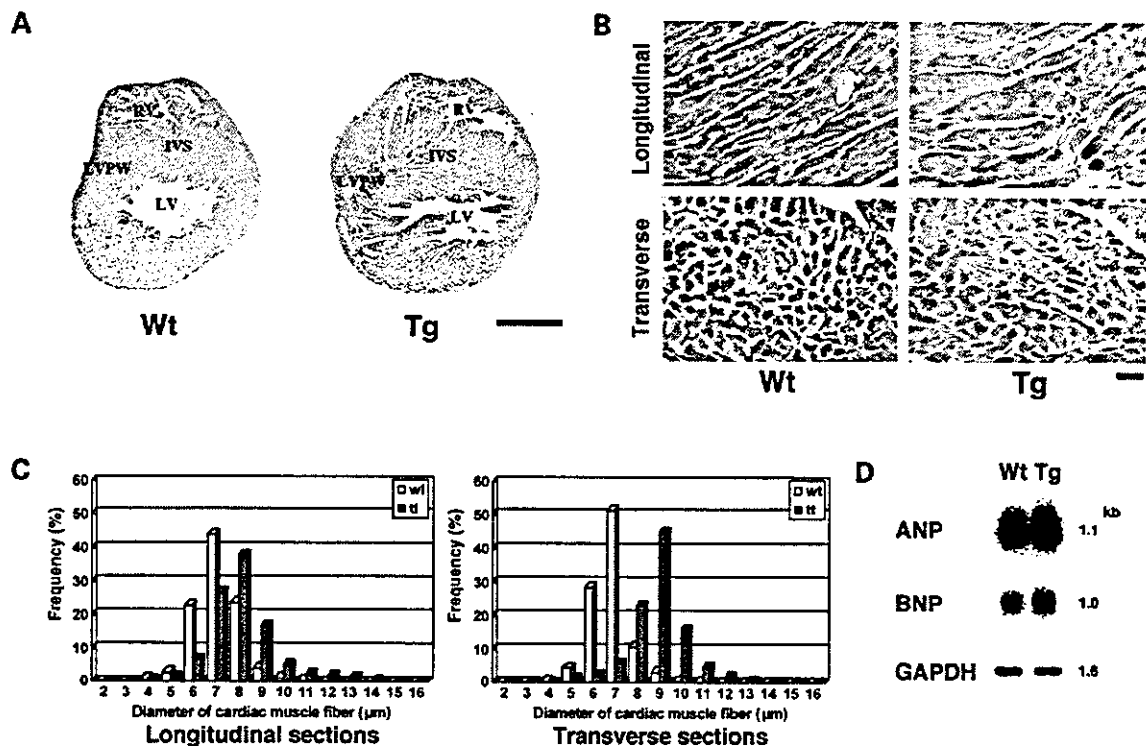 A
RV
IVS
LVPW
LV
Wt
RV
IVS
LVPW
LV
Tg
B
Longitudinal
Transverse
Wt
Tg
C
Frequency (%)
60
50
40
30
20
10
0
wl
tl
2 3 4 5 6 7 8 9 10 11 12 13 14 15 16
Diameter of cardiac muscle fiber (μm)
Longitudinal sections
Frequency (%)
60
50
40
30
20
10
0
wt
tt
2 3 4 5 6 7 8 9 10 11 12 13 14 15 16
Diameter of cardiac muscle fiber (μm)
Transverse sections
D
Wt Tg
kb
ANP 1.1
BNP 1.0
GAPDH 1.6